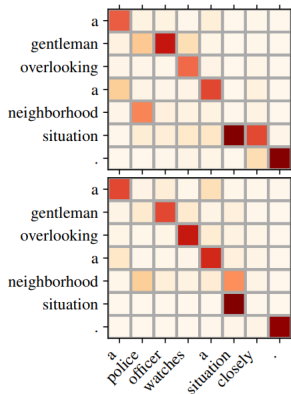 a
gentleman
overlooking
a
neighborhood
situation
.
a
gentleman
overlooking
a
neighborhood
situation
.
a
police
officer
watches
a
situation
closely
.